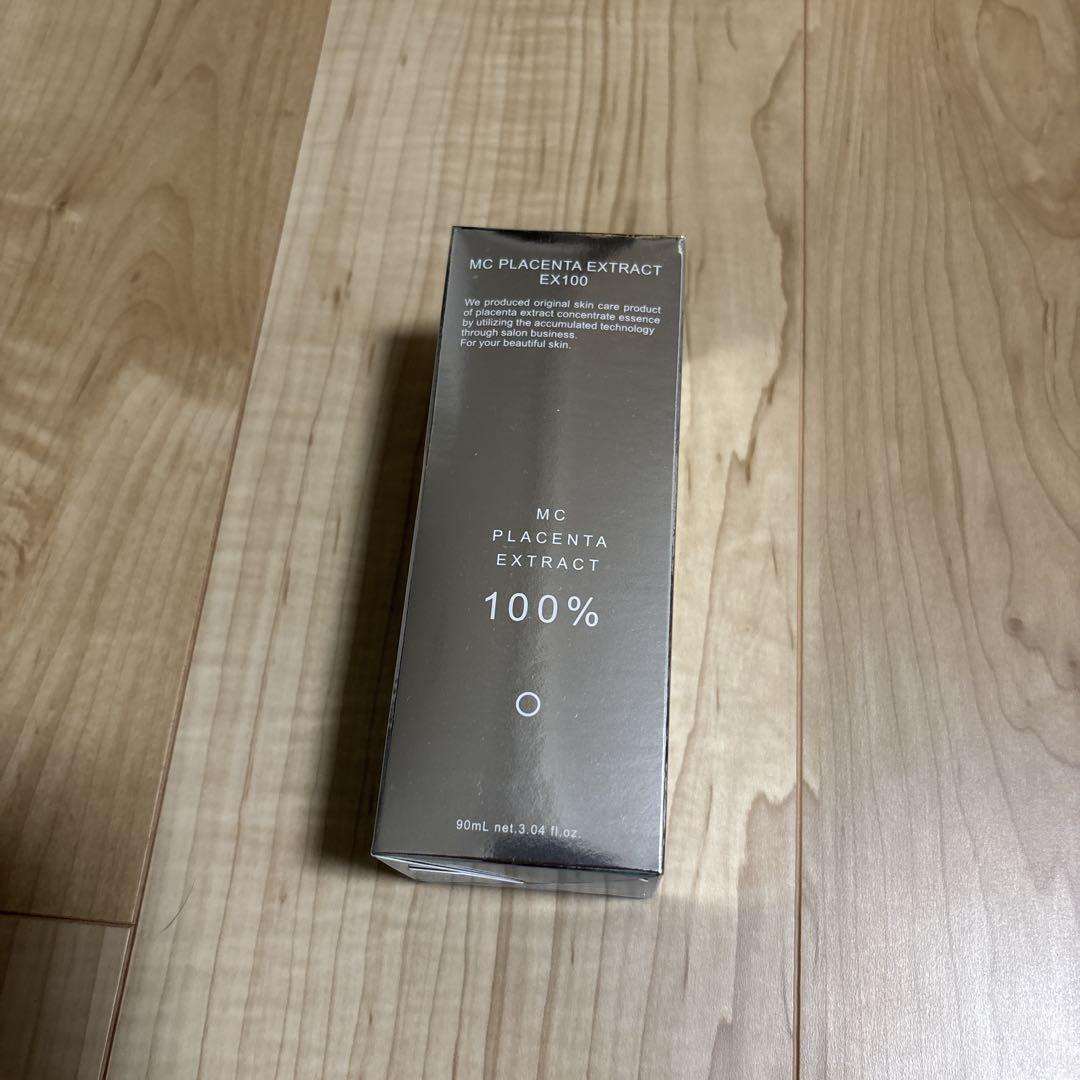 MC PLACENTA EXTRACT
EX100
We produced original skin care product
of placenta extract concentrate essence
by utilizing the accumulated technology
through salon business.
For your beautiful skin.
MC
PLACENTA
EXTRACT
100%
90mL net.3.04 fl.oz.